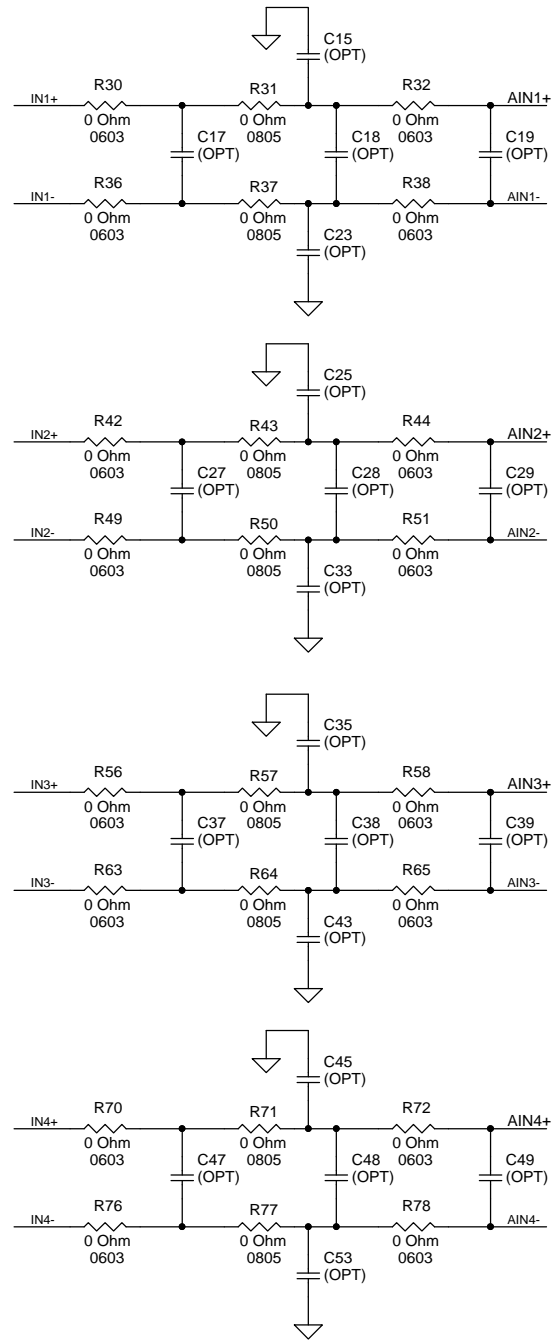 C15
(OPT)
R30
R31
R32
IN1+
AIN1+
0 Ohm
0603
0 Ohm
0805
0 Ohm
0603
C17
(OPT)
C18
(OPT)
C19
(OPT)
R36
R37
R38
IN1-
AIN1-
0 Ohm
0603
0 Ohm
0805
0 Ohm
0603
C23
(OPT)
C25
(OPT)
R42
R43
R44
IN2+
AIN2+
0 Ohm
0603
0 Ohm
0805
0 Ohm
0603
C27
(OPT)
C28
(OPT)
C29
(OPT)
R49
R50
R51
IN2-
AIN2-
0 Ohm
0603
0 Ohm
0805
0 Ohm
0603
C33
(OPT)
C35
(OPT)
R56
R57
R58
IN3+
AIN3+
0 Ohm
0603
0 Ohm
0805
0 Ohm
0603
C37
(OPT)
C38
(OPT)
C39
(OPT)
R63
R64
R65
IN3-
AIN3-
0 Ohm
0603
0 Ohm
0805
0 Ohm
0603
C43
(OPT)
C45
(OPT)
R70
R71
R72
IN4+
AIN4+
0 Ohm
0603
0 Ohm
0805
0 Ohm
0603
C47
(OPT)
C48
(OPT)
C49
(OPT)
R76
R77
R78
IN4-
AIN4-
0 Ohm
0603
0 Ohm
0805
0 Ohm
0603
C53
(OPT)